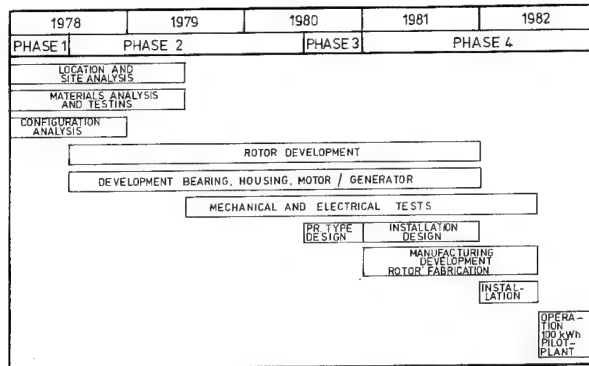 1978 1979 1980 1981 1982
PHASE 1 PHASE 2 PHASE 3 PHASE 4
LOCATION AND
SITE ANALYSIS
MATERIALS ANALYSIS
AND TESTINS
CONFIGURATION
ANALYSIS
ROTOR DEVELOPMENT
DEVELOPMENT BEARING, HOUSING, MOTOR / GENERATOR
MECHANICAL AND ELECTRICAL TESTS
PR. TYPE
DESIGN
INSTALLATION
DESIGN
MANUFACTURING
DEVELOPMENT
ROTOR FABRICATION
INSTAL-
LATION
OPERA-
TION
100 kWh
PILOT-
PLANT